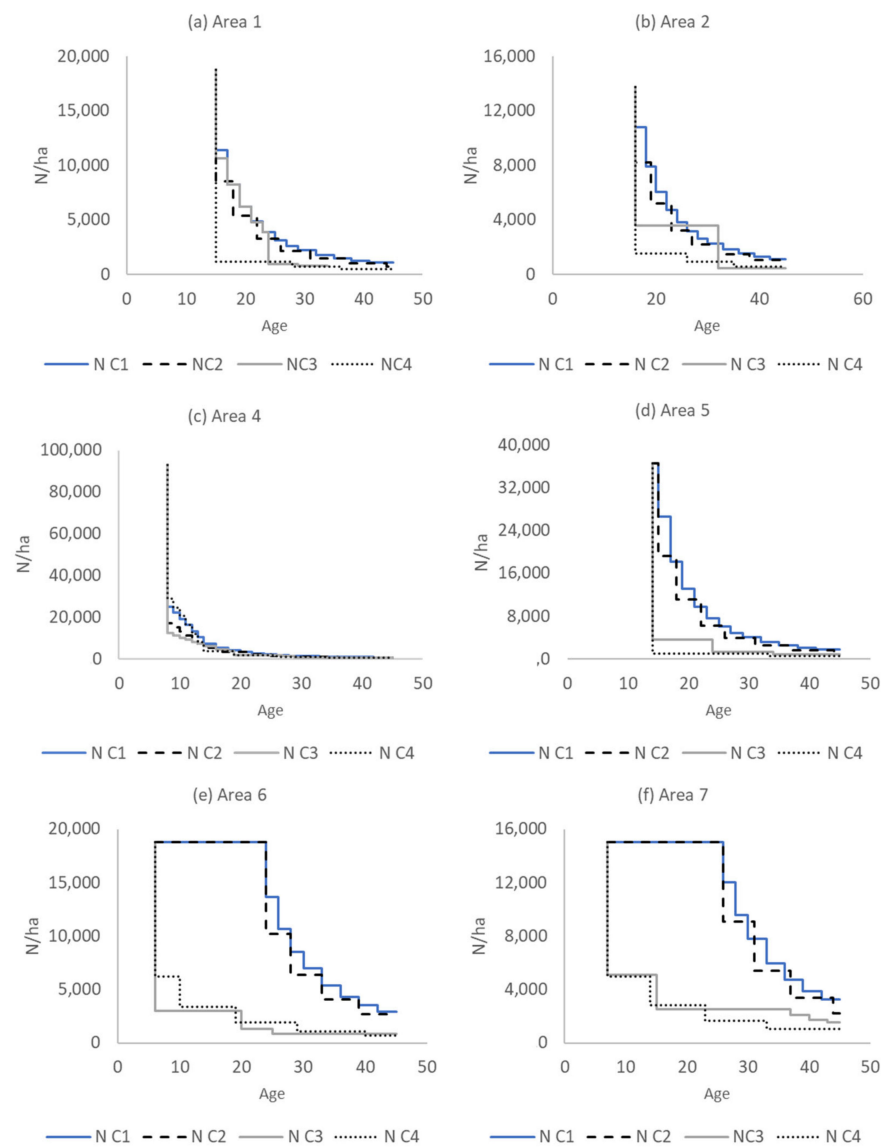 (a) Area 1
20,000
15,000
10,000
5,000
0
N/ha
0 10 20 30 40 50
Age
N C1 NC2 NC3 NC4
(b) Area 2
16,000
12,000
8,000
4,000
0
N/ha
0 20 40 60
Age
N C1 N C2 N C3 N C4
(c) Area 4
100,000
80,000
60,000
40,000
20,000
0
N/ha
0 10 20 30 40 50
Age
N C1 N C2 N C3 N C4
(d) Area 5
40,000
32,000
24,000
16,000
8,000
,0
N/ha
0 10 20 30 40 50
Age
N C1 N C2 N C3 N C4
(e) Area 6
20,000
15,000
10,000
5,000
0
N/ha
0 10 20 30 40 50
Age
N C1 N C2 N C3 N C4
(f) Area 7
16,000
12,000
8,000
4,000
0
N/ha
0 10 20 30 40 50
Age
N C1 N C2 NC3 N C4